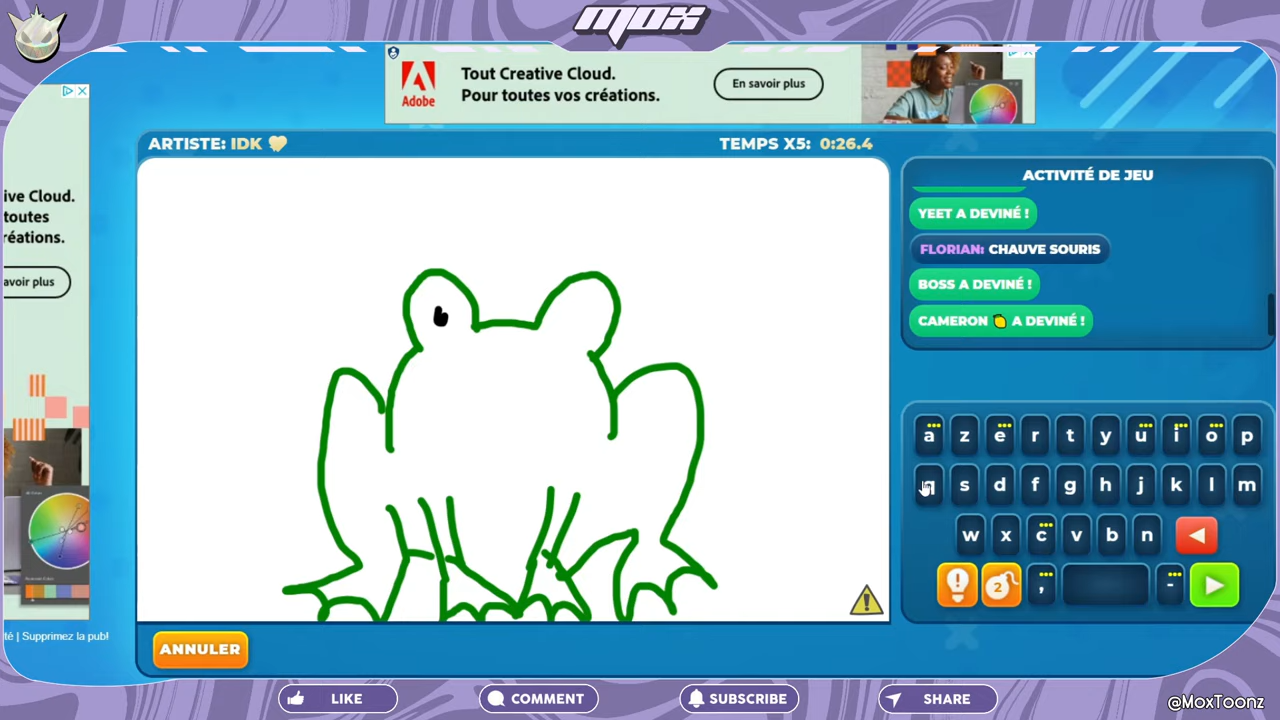 MOX
Adobe
Tout Creative Cloud.
Pour toutes vos créations.
En savoir plus
ive Cloud.
toutes
réations.
avoir plus
té | Supprimez la publ
ARTISTE: IDK
TEMPS X5: 0:26.4
ACTIVITÉ DE JEU
YEET A DEVINÉ !
FLORIAN: CHAUVE SOURIS
BOSS A DEVINÉ !
CAMERON 🍋 A DEVINÉ !
a z e r t y u i o p
q s d f g h j k l m
w x c v b n
! 2 , -
ANNULER
LIKE
COMMENT
SUBSCRIBE
SHARE
@MoxToonz